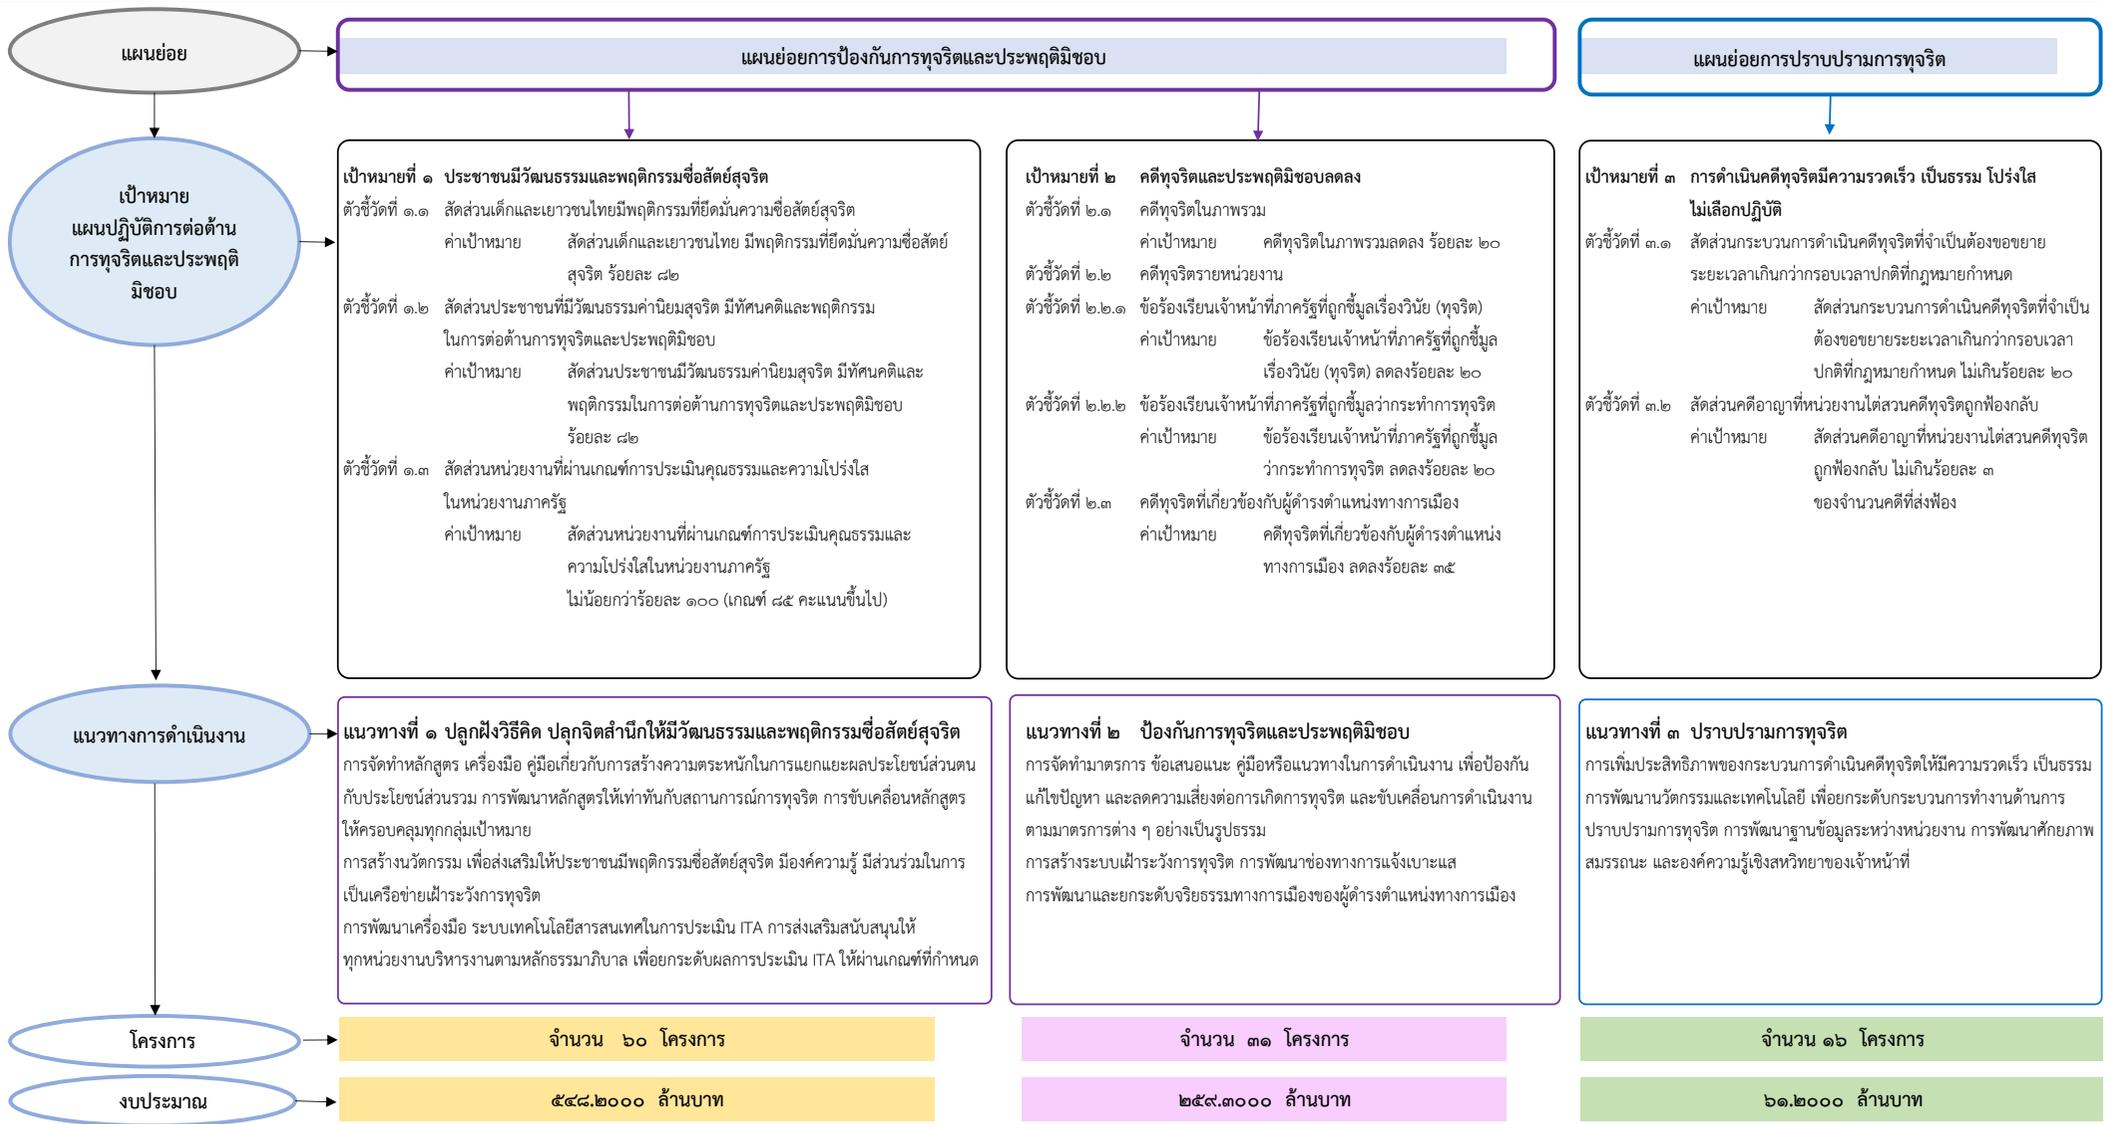 แผนย่อย
แผนย่อยการป้องกันการทุจริตและประพฤติมิชอบ
แผนย่อยการปราบปรามการทุจริต
เป้าหมาย
แผนปฏิบัติการต่อต้าน
การทุจริตและประพฤติ
มิชอบ
เป้าหมายที่ ๑ ประชาชนมีวัฒนธรรมและพฤติกรรมซื่อสัตย์สุจริต
ตัวชี้วัดที่ ๑.๑ สัดส่วนเด็กและเยาวชนไทยมีพฤติกรรมที่ยึดมั่นความซื่อสัตย์สุจริต
ค่าเป้าหมาย สัดส่วนเด็กและเยาวชนไทย มีพฤติกรรมที่ยึดมั่นความซื่อสัตย์
สุจริต ร้อยละ ๘๒
ตัวชี้วัดที่ ๑.๒ สัดส่วนประชาชนที่มีวัฒนธรรมค่านิยมสุจริต มีทัศนคติและพฤติกรรม
ในการต่อต้านการทุจริตและประพฤติมิชอบ
ค่าเป้าหมาย สัดส่วนประชาชนมีวัฒนธรรมค่านิยมสุจริต มีทัศนคติและ
พฤติกรรมในการต่อต้านการทุจริตและประพฤติมิชอบ
ร้อยละ ๘๒
ตัวชี้วัดที่ ๑.๓ สัดส่วนหน่วยงานที่ผ่านเกณฑ์การประเมินคุณธรรมและความโปร่งใส
ในหน่วยงานภาครัฐ
ค่าเป้าหมาย สัดส่วนหน่วยงานที่ผ่านเกณฑ์การประเมินคุณธรรมและ
ความโปร่งใสในหน่วยงานภาครัฐ
ไม่น้อยกว่าร้อยละ ๑๐๐ (เกณฑ์ ๘๕ คะแนนขึ้นไป)
เป้าหมายที่ ๒ คดีทุจริตและประพฤติมิชอบลดลง
ตัวชี้วัดที่ ๒.๑ คดีทุจริตในภาพรวม
ค่าเป้าหมาย คดีทุจริตในภาพรวมลดลง ร้อยละ ๒๐
ตัวชี้วัดที่ ๒.๒ คดีทุจริตรายหน่วยงาน
ตัวชี้วัดที่ ๒.๒.๑ ข้อร้องเรียนเจ้าหน้าที่ภาครัฐที่ถูกชี้มูลเรื่องวินัย (ทุจริต)
ค่าเป้าหมาย ข้อร้องเรียนเจ้าหน้าที่ภาครัฐที่ถูกชี้มูล
เรื่องวินัย (ทุจริต) ลดลงร้อยละ ๒๐
ตัวชี้วัดที่ ๒.๒.๒ ข้อร้องเรียนเจ้าหน้าที่ภาครัฐที่ถูกชี้มูลว่ากระทำการทุจริต
ค่าเป้าหมาย ข้อร้องเรียนเจ้าหน้าที่ภาครัฐที่ถูกชี้มูล
ว่ากระทำการทุจริต ลดลงร้อยละ ๒๐
ตัวชี้วัดที่ ๒.๓ คดีทุจริตที่เกี่ยวข้องกับผู้ดำรงตำแหน่งทางการเมือง
ค่าเป้าหมาย คดีทุจริตที่เกี่ยวข้องกับผู้ดำรงตำแหน่ง
ทางการเมือง ลดลงร้อยละ ๓๕
เป้าหมายที่ ๓ การดำเนินคดีทุจริตมีความรวดเร็ว เป็นธรรม โปร่งใส
ไม่เลือกปฏิบัติ
ตัวชี้วัดที่ ๓.๑ สัดส่วนกระบวนการดำเนินคดีทุจริตที่จำเป็นต้องขอขยาย
ระยะเวลาเกินกว่ากรอบเวลาปกติที่กฎหมายกำหนด
ค่าเป้าหมาย สัดส่วนกระบวนการดำเนินคดีทุจริตที่จำเป็น
ต้องขอขยายระยะเวลาเกินกว่ากรอบเวลา
ปกติที่กฎหมายกำหนด ไม่เกินร้อยละ ๒๐
ตัวชี้วัดที่ ๓.๒ สัดส่วนคดีอาญาที่หน่วยงานไต่สวนคดีทุจริตถูกฟ้องกลับ
ค่าเป้าหมาย สัดส่วนคดีอาญาที่หน่วยงานไต่สวนคดีทุจริต
ถูกฟ้องกลับ ไม่เกินร้อยละ ๓
ของจำนวนคดีที่ส่งฟ้อง
แนวทางการดำเนินงาน
แนวทางที่ ๑ ปลูกฝังวิธีคิด ปลุกจิตสำนึกให้มีวัฒนธรรมและพฤติกรรมซื่อสัตย์สุจริต
การจัดทำหลักสูตร เครื่องมือ คู่มือเกี่ยวกับการสร้างความตระหนักในการแยกแยะผลประโยชน์ส่วนตน
กับประโยชน์ส่วนรวม การพัฒนาหลักสูตรให้เท่าทันกับสถานการณ์การทุจริต การขับเคลื่อนหลักสูตร
ให้ครอบคลุมทุกกลุ่มเป้าหมาย
การสร้างนวัตกรรม เพื่อส่งเสริมให้ประชาชนมีพฤติกรรมซื่อสัตย์สุจริต มีองค์ความรู้ มีส่วนร่วมในการ
เป็นเครือข่ายเฝ้าระวังการทุจริต
การพัฒนาเครื่องมือ ระบบเทคโนโลยีสารสนเทศในการประเมิน ITA การส่งเสริมสนับสนุนให้
ทุกหน่วยงานบริหารงานตามหลักธรรมาภิบาล เพื่อยกระดับผลการประเมิน ITA ให้ผ่านเกณฑ์ที่กำหนด
แนวทางที่ ๒ ป้องกันการทุจริตและประพฤติมิชอบ
การจัดทำมาตรการ ข้อเสนอแนะ คู่มือหรือแนวทางในการดำเนินงาน เพื่อป้องกัน
แก้ไขปัญหา และลดความเสี่ยงต่อการเกิดการทุจริต และขับเคลื่อนการดำเนินงาน
ตามมาตรการต่าง ๆ อย่างเป็นรูปธรรม
การสร้างระบบเฝ้าระวังการทุจริต การพัฒนาช่องทางการแจ้งเบาะแส
การพัฒนาและยกระดับจริยธรรมทางการเมืองของผู้ดำรงตำแหน่งทางการเมือง
แนวทางที่ ๓ ปราบปรามการทุจริต
การเพิ่มประสิทธิภาพของกระบวนการดำเนินคดีทุจริตให้มีความรวดเร็ว เป็นธรรม
การพัฒนานวัตกรรมและเทคโนโลยี เพื่อยกระดับกระบวนการทำงานด้านการ
ปราบปรามการทุจริต การพัฒนาฐานข้อมูลระหว่างหน่วยงาน การพัฒนาศักยภาพ
สมรรถนะ และองค์ความรู้เชิงสหวิทยาของเจ้าหน้าที่
โครงการ
จำนวน ๖๐ โครงการ
จำนวน ๓๑ โครงการ
จำนวน ๑๖ โครงการ
งบประมาณ
๕๔๘.๒๐๐๐ ล้านบาท
๒๕๙.๓๐๐๐ ล้านบาท
๖๑.๒๐๐๐ ล้านบาท